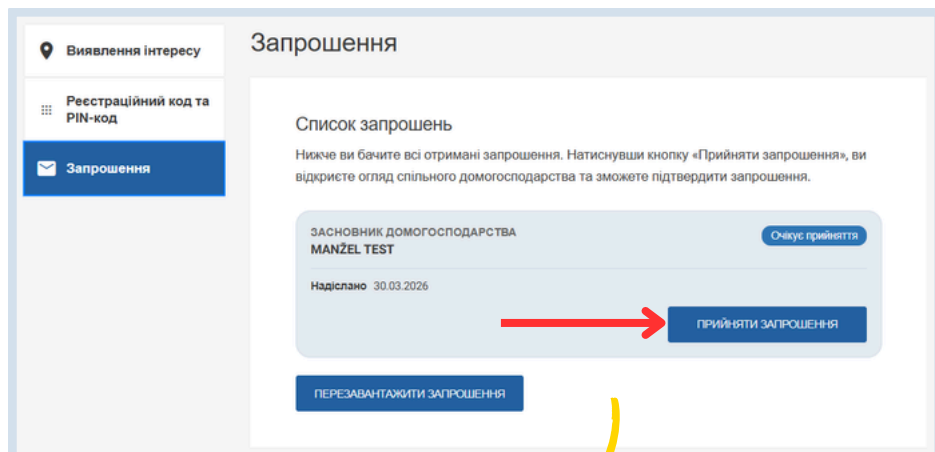 Виявлення інтересу
Реєстраційний код та
PIN-код
Запрошення
Запрошення
Список запрошень
Нижче ви бачите всі отримані запрошення. Натиснувши кнопку «Прийняти запрошення», ви
відкриєте огляд спільного домогосподарства та зможете підтвердити запрошення.
ЗАСНОВНИК ДОМОГОСПОДАРСТВА
MANŽEL TEST
Очікує прийняття
Надіслано 30.03.2026
ПРИЙНЯТИ ЗАПРОШЕННЯ
ПЕРЕЗАВАНТАЖИТИ ЗАПРОШЕННЯ